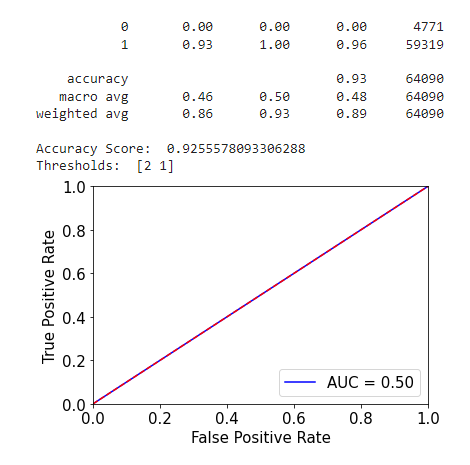 0 0.00 0.00 0.00 4771
1 0.93 1.00 0.96 59319
accuracy 0.93 64090
macro avg 0.46 0.50 0.48 64090
weighted avg 0.86 0.93 0.89 64090
Accuracy Score: 0.9255578093306288
Thresholds: [2 1]
1.0
0.8
0.6
0.4
0.2
0.0
True Positive Rate
AUC = 0.50
0.0 0.2 0.4 0.6 0.8 1.0
False Positive Rate